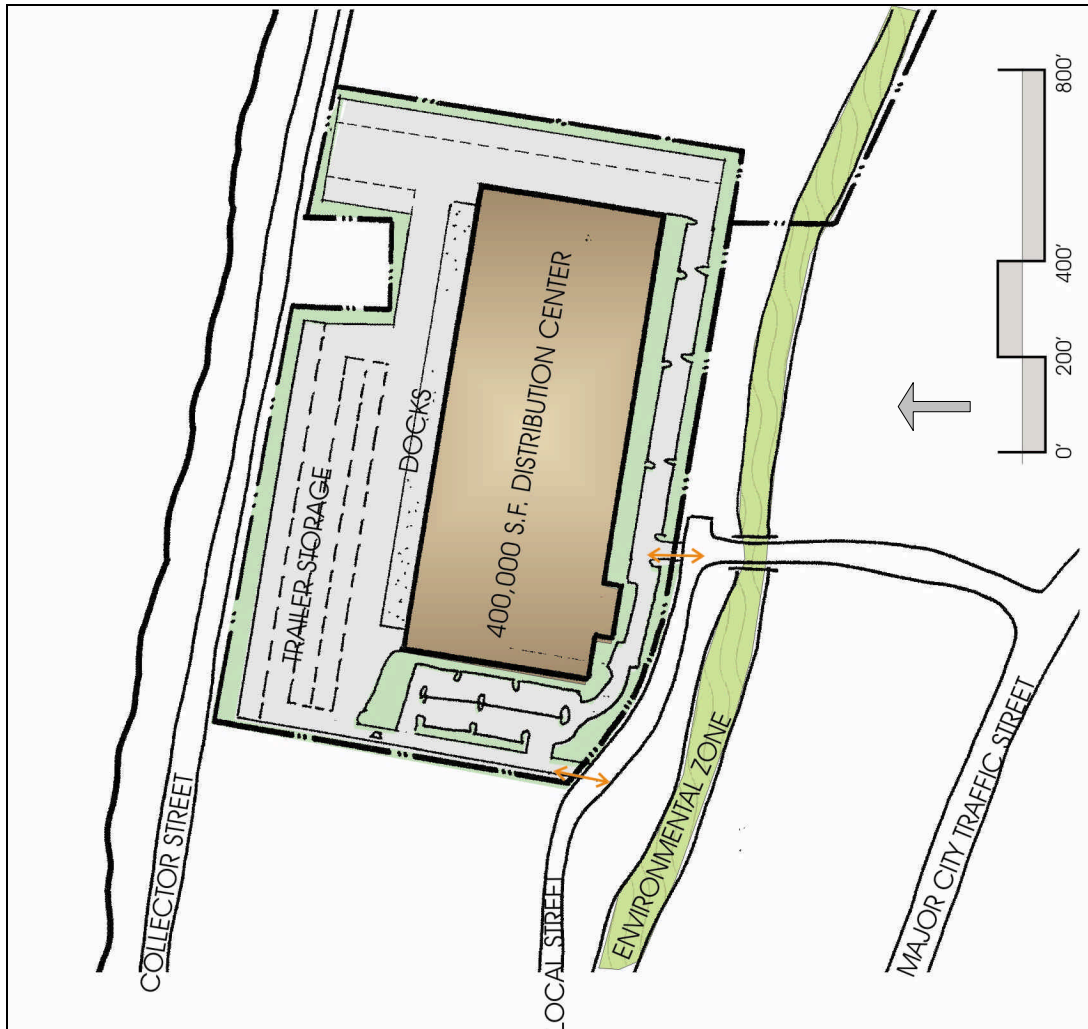 COLLECTOR STREET
TRAILER STORAGE
DOCKS
400,000 S.F. DISTRIBUTION CENTER
LOCAL STREET
ENVIRONMENTAL ZONE
MAJOR CITY TRAFFIC STREET
0'
200'
400'
800'